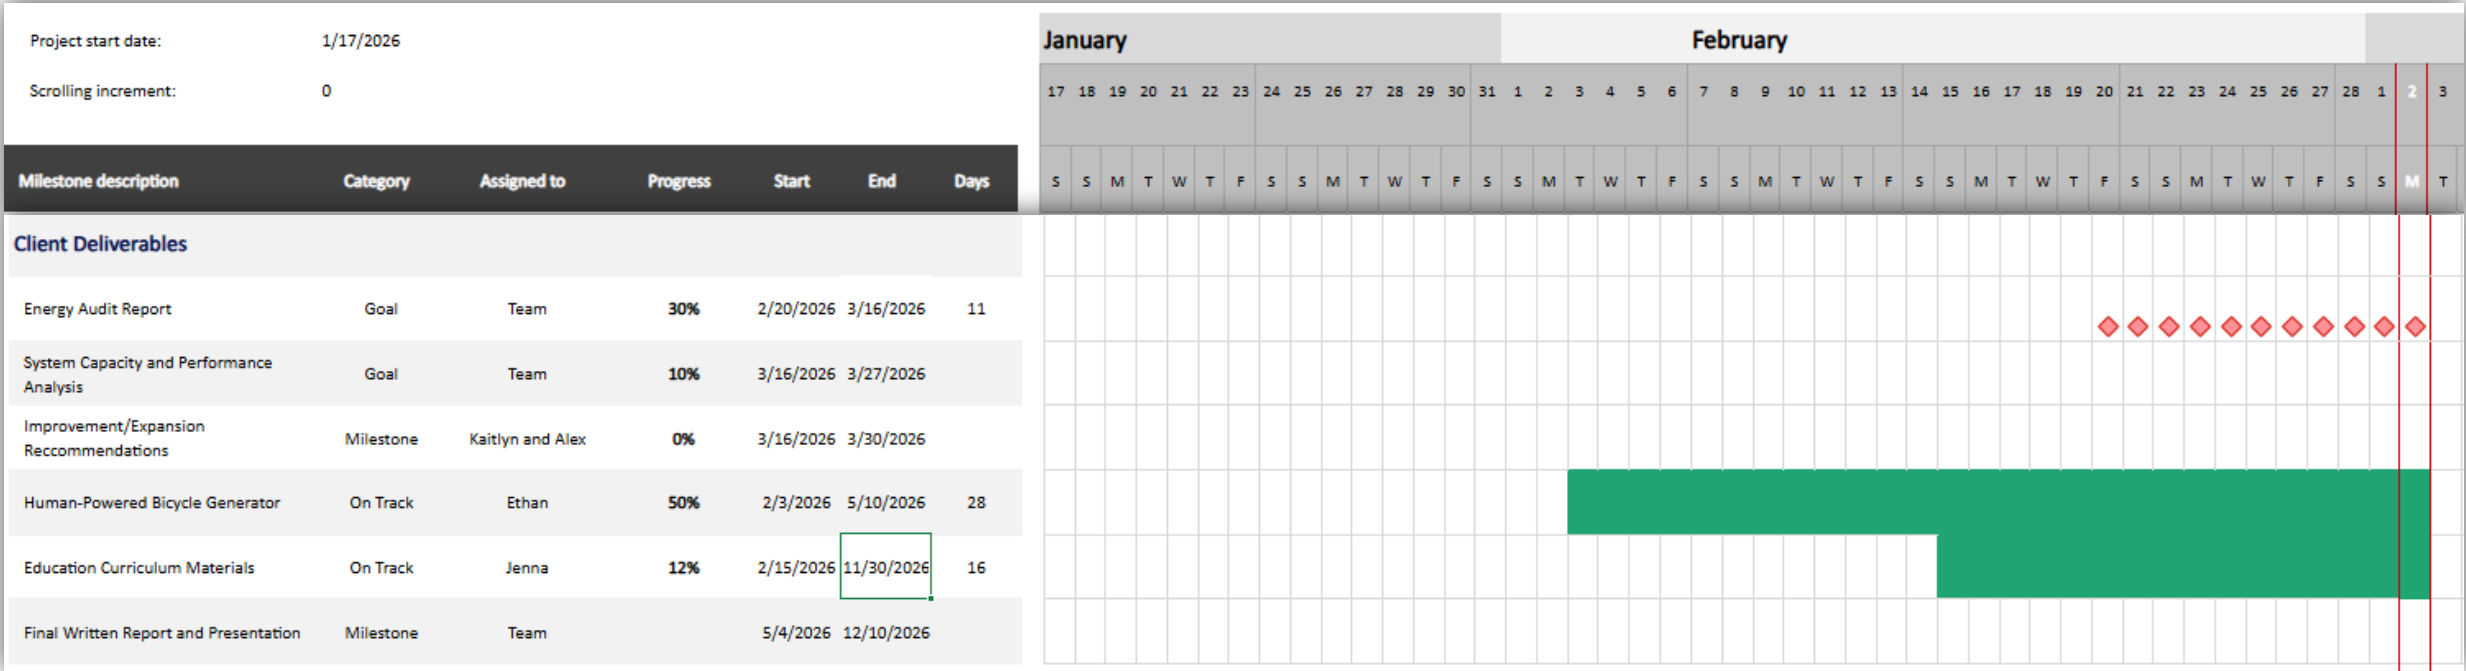 Project start date: 1/17/2026 January February
Scrolling increment: 0 17 18 19 20 21 22 23 24 25 26 27 28 29 30 31 1 2 3 4 5 6 7 8 9 10 11 12 13 14 15 16 17 18 19 20 21 22 23 24 25 26 27 28 1 2 3
Milestone description Category Assigned to Progress Start End Days S S M T W T F S S M T W T F S S M T W T F S S M T W T F S S M T W T F S S M T W T F S S M T
Client Deliverables
Energy Audit Report Goal Team 30% 2/20/2026 3/16/2026 11
System Capacity and Performance
Analysis Goal Team 10% 3/16/2026 3/27/2026
Improvement/Expansion
Reccommendations Milestone Kaitlyn and Alex 0% 3/16/2026 3/30/2026
Human-Powered Bicycle Generator On Track Ethan 50% 2/3/2026 5/10/2026 28
Education Curriculum Materials On Track Jenna 12% 2/15/2026 11/30/2026 16
Final Written Report and Presentation Milestone Team 5/4/2026 12/10/2026